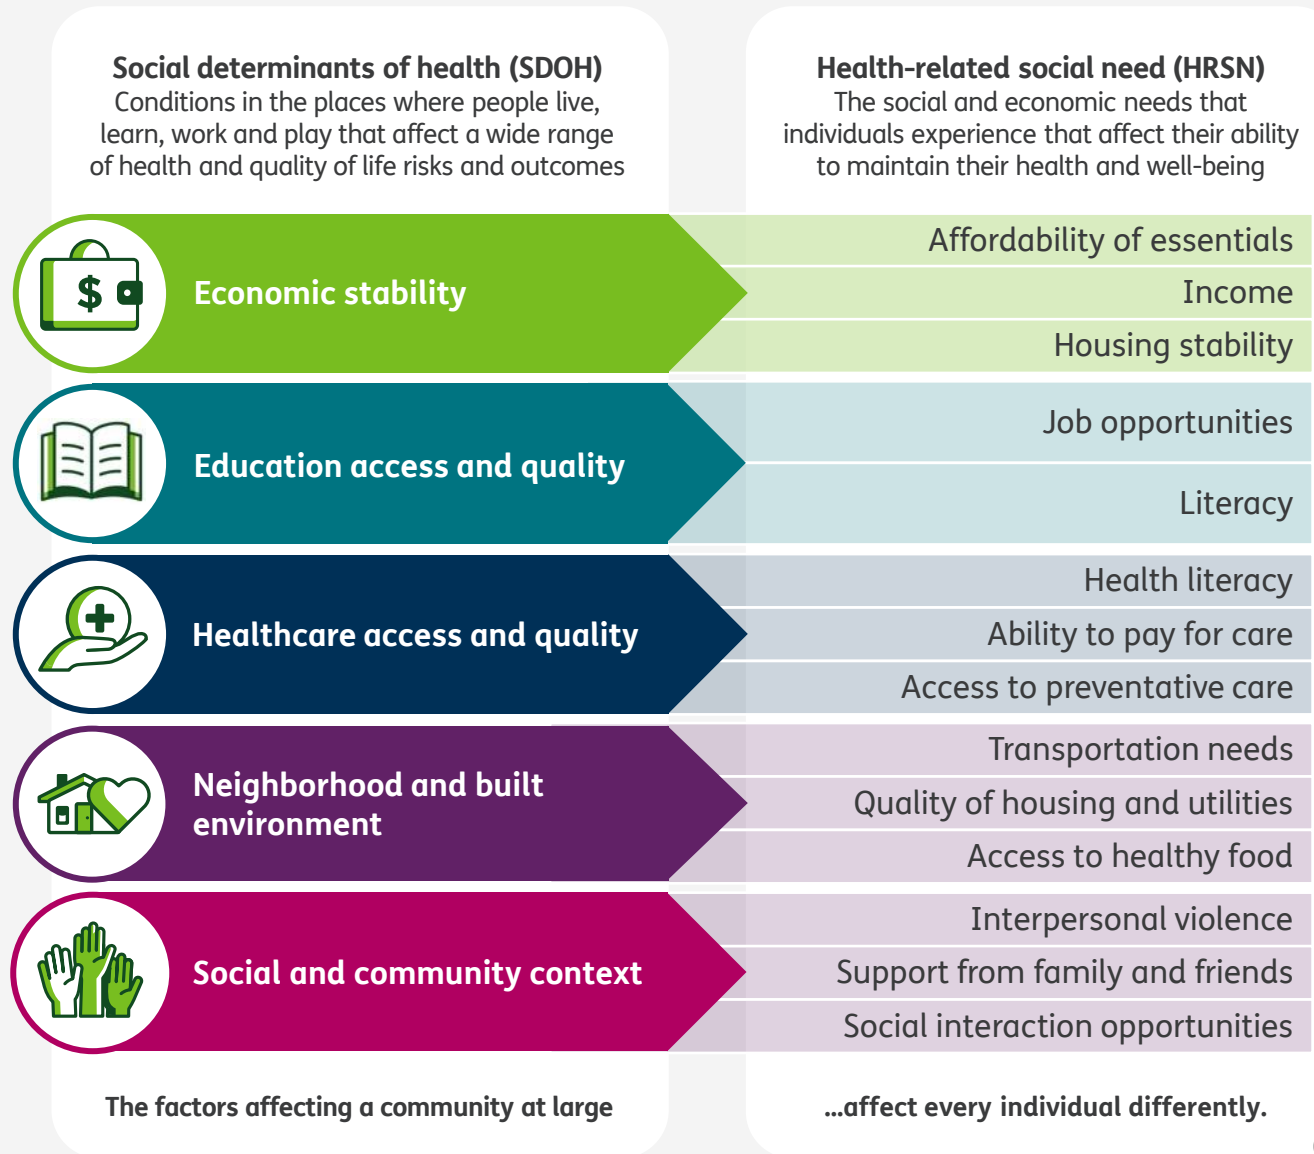 Social determinants of health (SDOH)
Conditions in the places where people live,
learn, work and play that affect a wide range
of health and quality of life risks and outcomes
Health-related social need (HRSN)
The social and economic needs that
individuals experience that affect their ability
to maintain their health and well-being
$
Economic stability
Affordability of essentials
Income
Housing stability
Education access and quality
Job opportunities
Literacy
Healthcare access and quality
Health literacy
Ability to pay for care
Access to preventative care
Neighborhood and built
environment
Transportation needs
Quality of housing and utilities
Access to healthy food
Social and community context
Interpersonal violence
Support from family and friends
Social interaction opportunities
The factors affecting a community at large
...affect every individual differently.